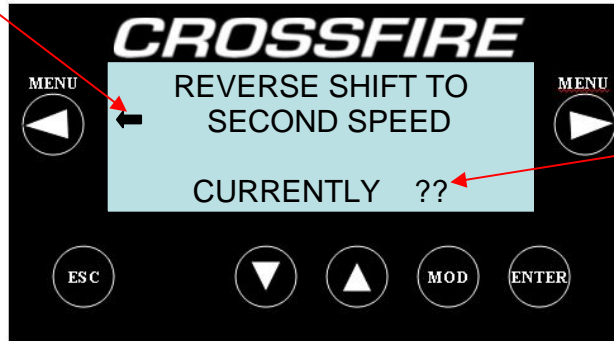 CROSSFIRE
MENU
MENU
REVERSE SHIFT TO
SECOND SPEED
CURRENTLY ??
ESC
MOD
ENTER